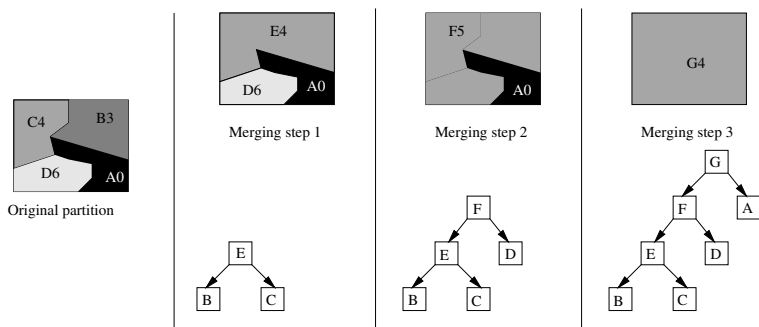 C4
B3
D6
A0
Original partition
E4
D6
A0
Merging step 1
E
B
C
F5
A0
Merging step 2
F
E
D
B
C
G4
Merging step 3
G
F
A
E
D
B
C